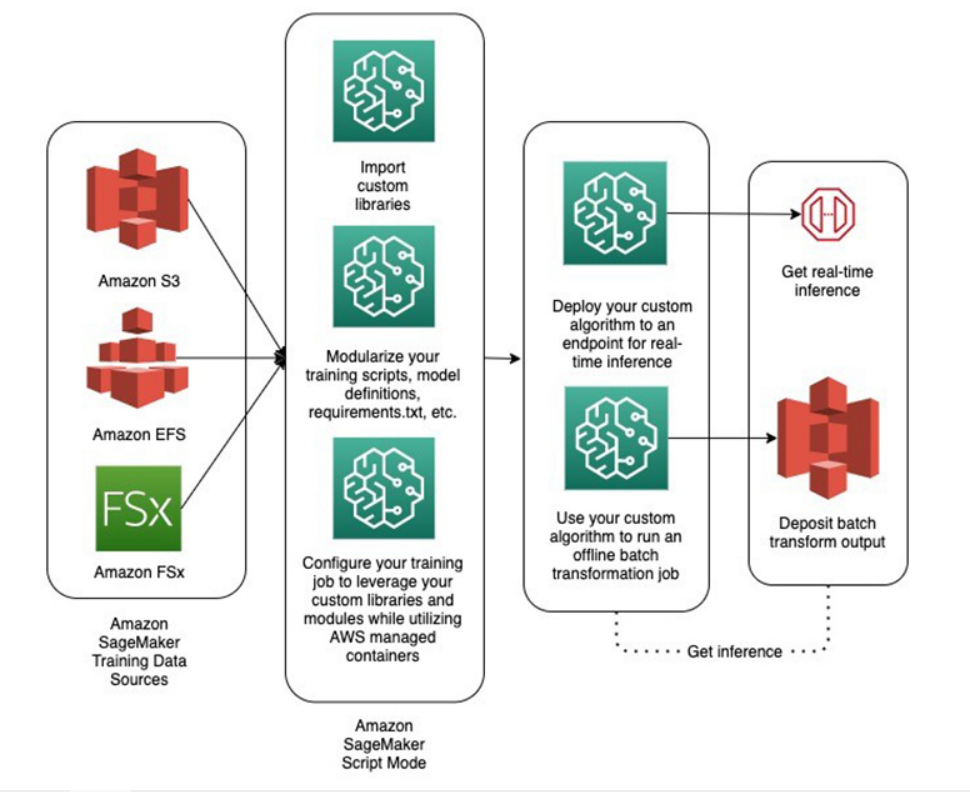 Import
custom
libraries
Amazon S3
Amazon EFS
FSx
Amazon FSx
Amazon
SageMaker
Training Data
Sources
Modularize your
training scripts, model
definitions,
requirements.txt, etc.
Configure your training
job to leverage your
custom libraries and
modules while utilizing
AWS managed
containers
Amazon
SageMaker
Script Mode
Deploy your custom
algorithm to an
endpoint for real-
time inference
Use your custom
algorithm to run an
offline batch
transformation job
Get real-time
inference
Deposit batch
transform output
Get inference